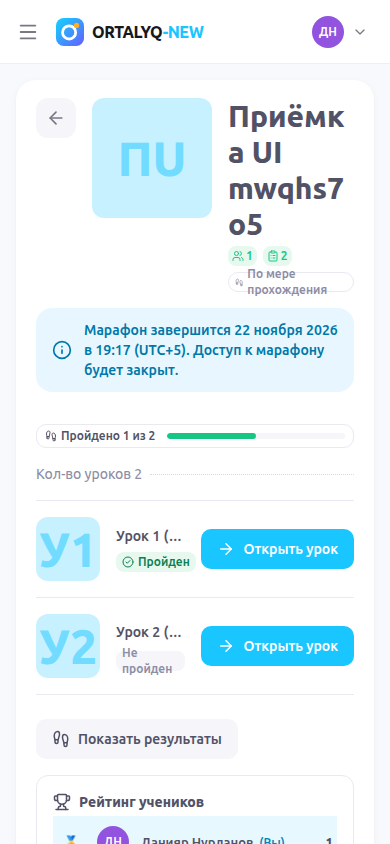 ORTALYQ-NEW
ДН
ПU
Приёмк
а UI
mwqhs7
o5
1
2
По мере
прохождения
Марафон завершится 22 ноября 2026
в 19:17 (UTC+5). Доступ к марафону
будет закрыт.
Пройдено 1 из 2
Кол-во уроков 2
У1
Урок 1 (...
Пройден
Открыть урок
У2
Урок 2 (...
Не
пройден
Открыть урок
Показать результаты
Рейтинг учеников
ДН
Данияр Нурланов (Вы)
1